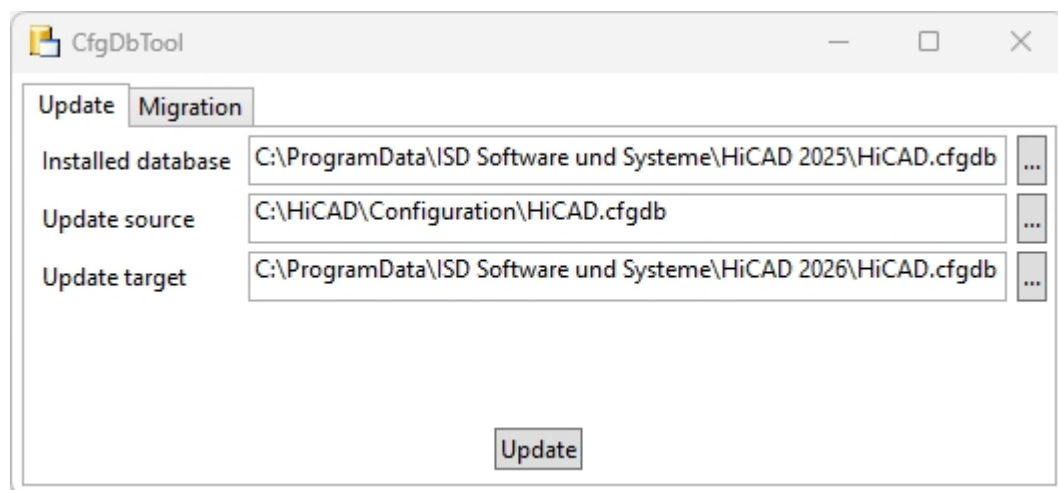 CfgDbTool
Update Migration
Installed database C:\ProgramData\ISD Software und Systeme\HiCAD 2025\HiCAD.cfgdb ...
Update source C:\HiCAD\Configuration\HiCAD.cfgdb ...
Update target C:\ProgramData\ISD Software und Systeme\HiCAD 2026\HiCAD.cfgdb ...
Update